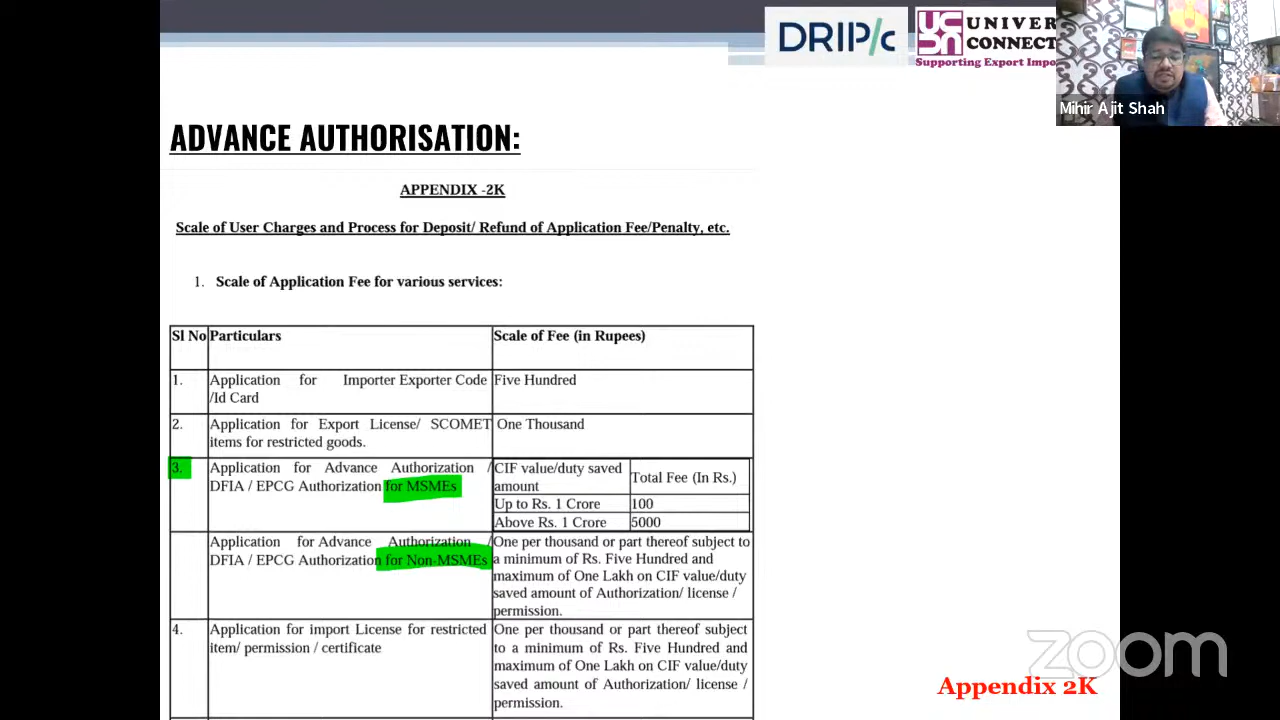 DRIP/c
UNIVER
CONNECT
Supporting Export Impo
Mihir Ajit Shah
ADVANCE AUTHORISATION:
APPENDIX -2K
Scale of User Charges and Process for Deposit/ Refund of Application Fee/Penalty, etc.
1. Scale of Application Fee for various services:
Sl No Particulars Scale of Fee (in Rupees)
1. Application for Importer Exporter Code Five Hundred
/Id Card
2. Application for Export License/ SCOMET One Thousand
items for restricted goods.
3. Application for Advance Authorization /
DFIA / EPCG Authorization for MSMEs
CIF value/duty saved
amount
Total Fee (In Rs.)
Up to Rs. 1 Crore 100
Above Rs. 1 Crore 5000
Application for Advance Authorization /
DFIA / EPCG Authorization for Non-MSMEs
One per thousand or part thereof subject to
a minimum of Rs. Five Hundred and
maximum of One Lakh on CIF value/duty
saved amount of Authorization/ license /
permission.
4. Application for import License for restricted
item/ permission / certificate
One per thousand or part thereof subject
to a minimum of Rs. Five Hundred and
maximum of One Lakh on CIF value/duty
saved amount of Authorization/ license /
permission.
zoom
Appendix 2K